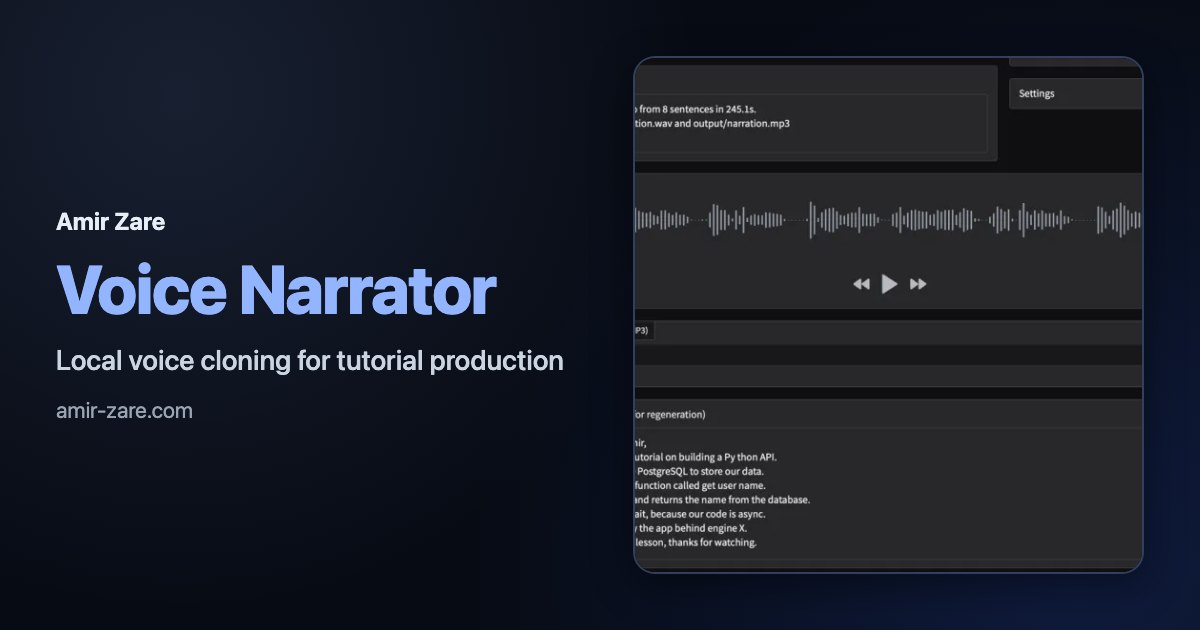 Amir Zare
Voice Narrator
Local voice cloning for tutorial production
amir-zare.com
from 8 sentences in 245.1s.
tion.wav and output/narration.mp3
Settings
P3)
for regeneration)
nir,
utorial on building a Py thon API.
PostgreSQL to store our data.
function called get user name.
and returns the name from the database.
ait, because our code is async.
the app behind engine X.
lesson, thanks for watching.